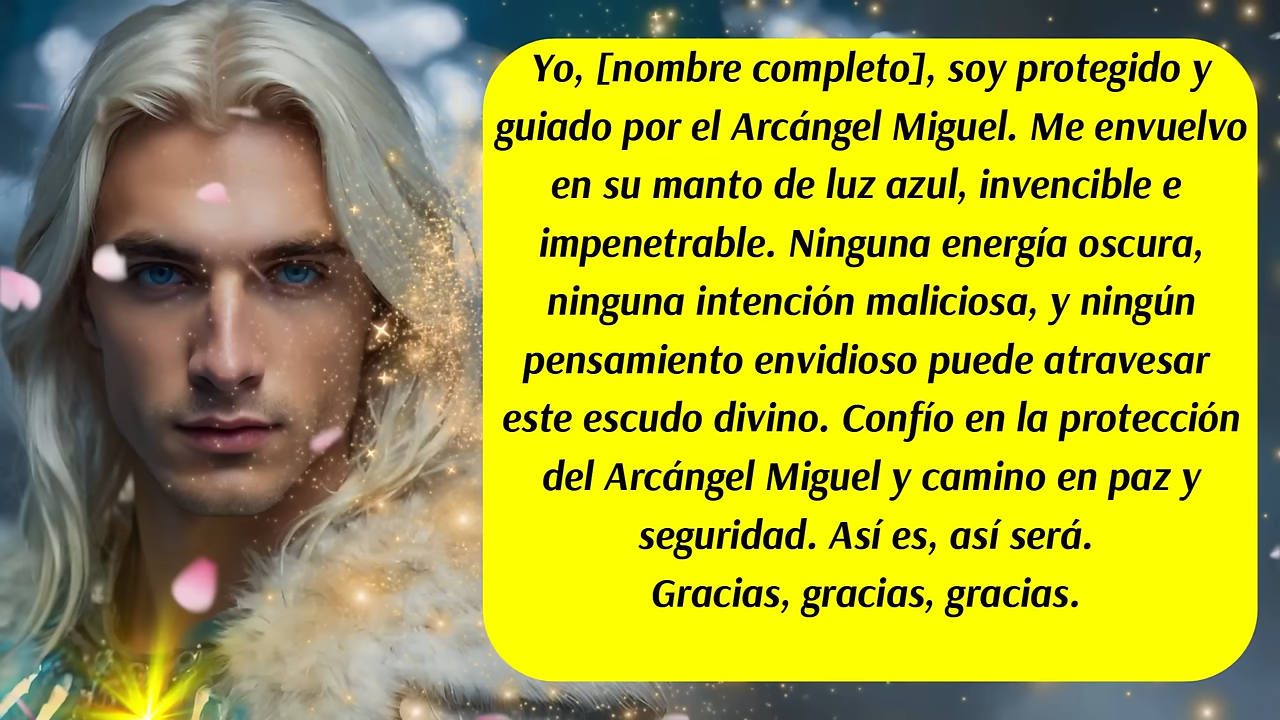 Yo, [nombre completo], soy protegido y
guiado por el Arcángel Miguel. Me envuelvo
en su manto de luz azul, invencible e
impenetrable. Ninguna energía oscura,
ninguna intención maliciosa, y ningún
pensamiento envidioso puede atravesar
este escudo divino. Confío en la protección
del Arcángel Miguel y camino en paz y
seguridad. Así es, así será.
Gracias, gracias, gracias.